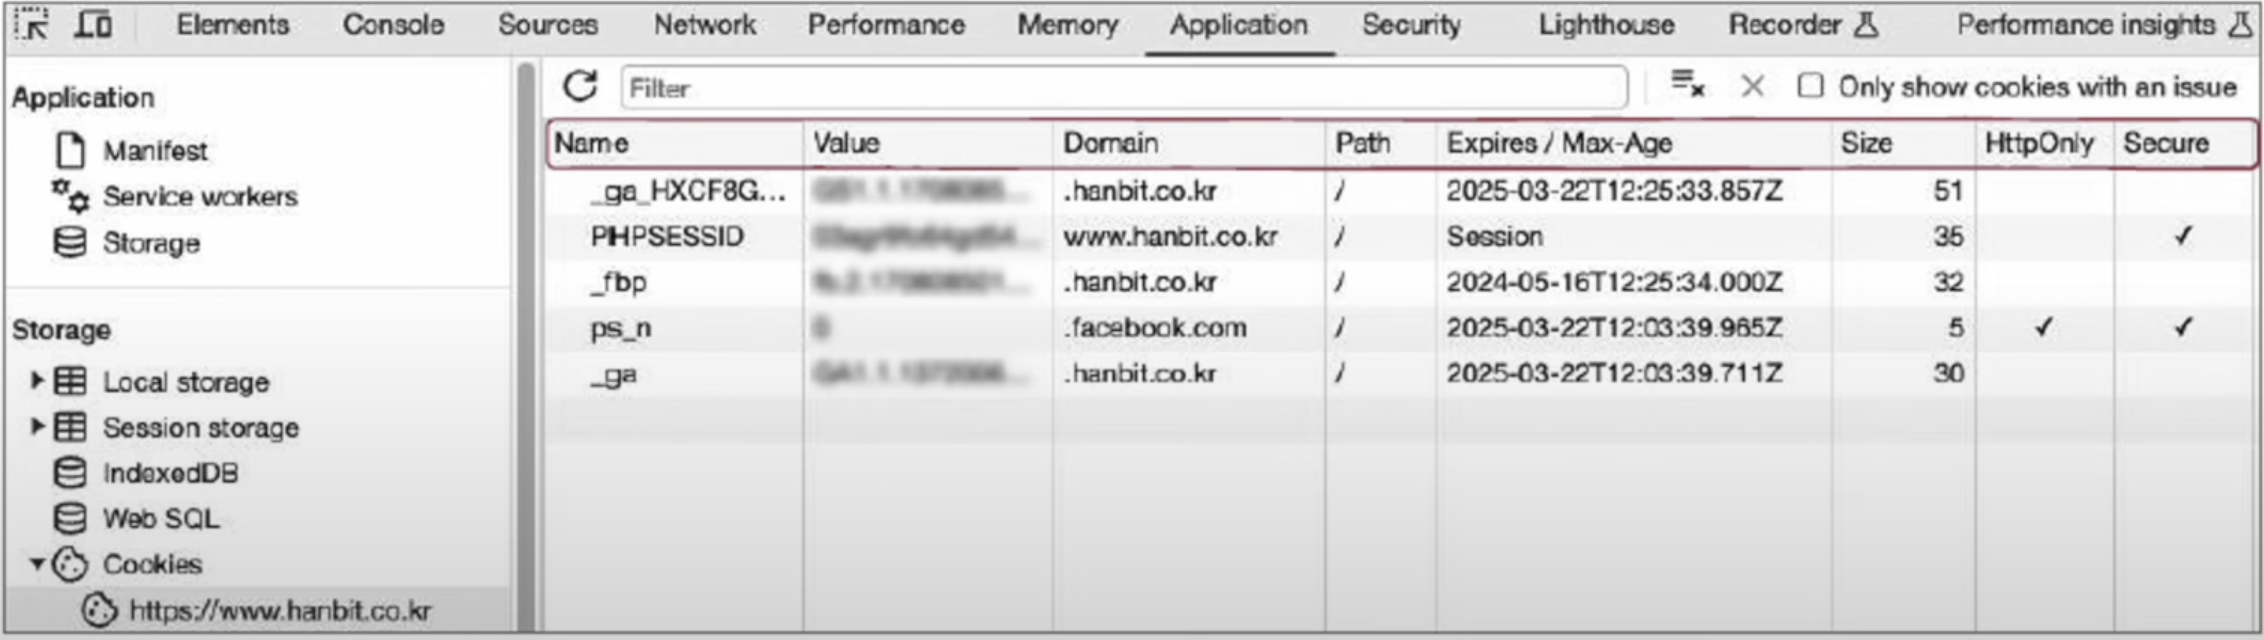 Elements Console Sources Network Performance Memory Application Security Lighthouse Recorder Performance insights
Application
Manifest
Service workers
Storage
Storage
Local storage
Session storage
IndexedDB
Web SQL
Cookies
https://www.hanbit.co.kr
Filter Only show cookies with an issue
Name Value Domain Path Expires / Max-Age Size HttpOnly Secure
_ga_HXCF8G... .hanbit.co.kr / 2025-03-22T12:25:33.857Z 51
PHPSESSID www.hanbit.co.kr / Session 35 ✓
_fbp .hanbit.co.kr / 2024-05-16T12:25:34.000Z 32
ps_n .facebook.com / 2025-03-22T12:03:39.965Z 5 ✓ ✓
_ga .hanbit.co.kr / 2025-03-22T12:03:39.711Z 30